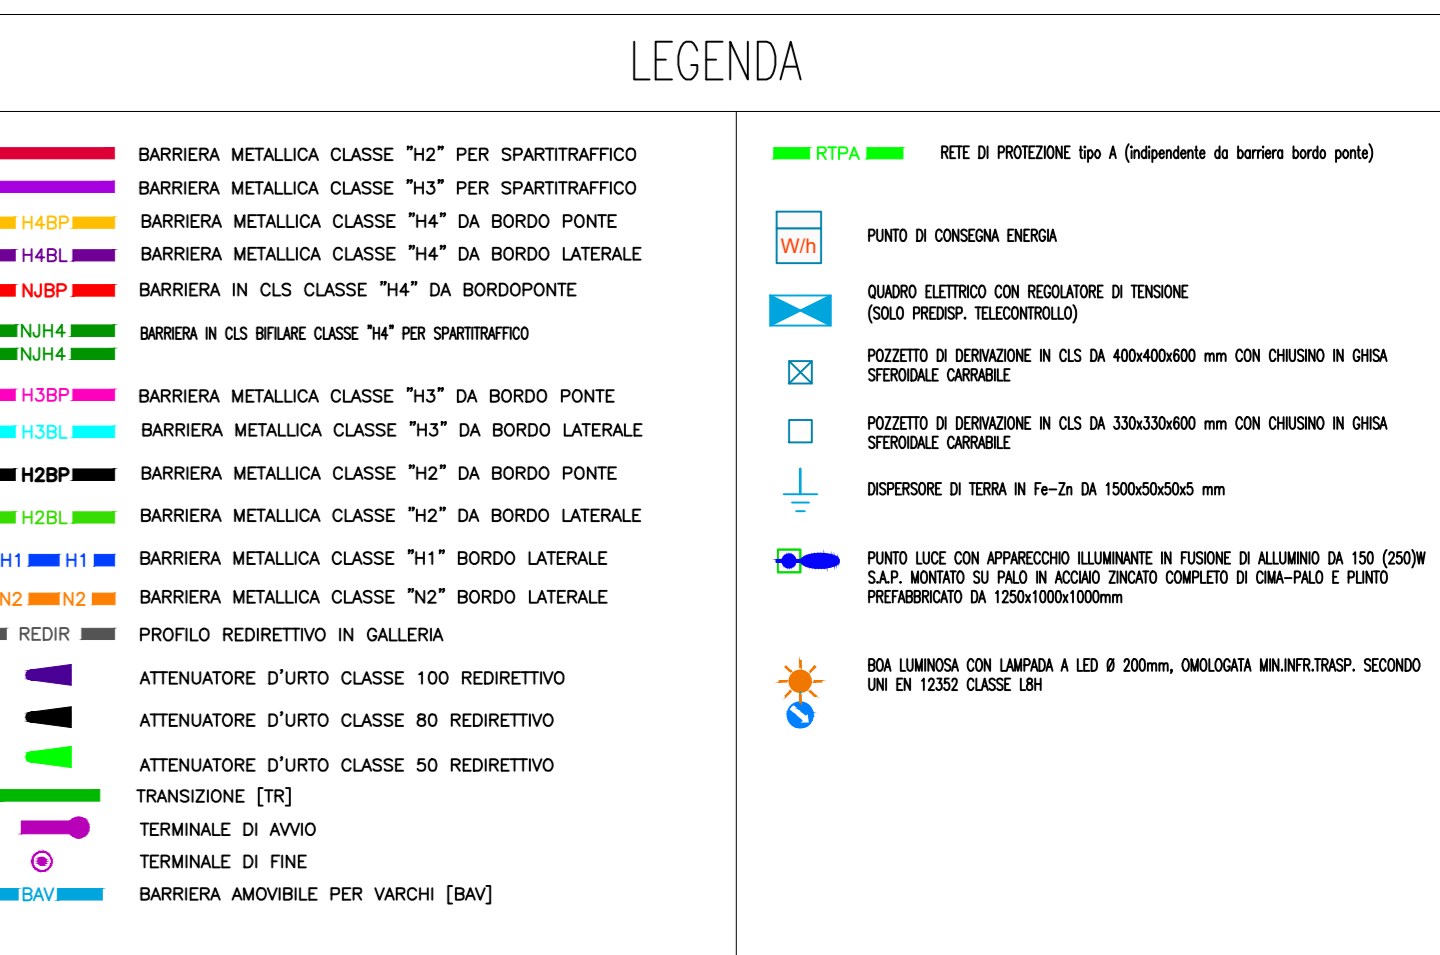 LEGENDA
BARRIERA METALLICA CLASSE "H2" PER SPARTITRAFFICO
BARRIERA METALLICA CLASSE "H3" PER SPARTITRAFFICO
H4BP BARRIERA METALLICA CLASSE "H4" DA BORDO PONTE
H4BL BARRIERA METALLICA CLASSE "H4" DA BORDO LATERALE
NJBP BARRIERA IN CLS CLASSE "H4" DA BORDOPONTE
NJH4 BARRIERA IN CLS BIFILARE CLASSE "H4" PER SPARTITRAFFICO
NJH4
H3BP BARRIERA METALLICA CLASSE "H3" DA BORDO PONTE
H3BL BARRIERA METALLICA CLASSE "H3" DA BORDO LATERALE
H2BP BARRIERA METALLICA CLASSE "H2" DA BORDO PONTE
H2BL BARRIERA METALLICA CLASSE "H2" DA BORDO LATERALE
H1 H1 BARRIERA METALLICA CLASSE "H1" BORDO LATERALE
N2 N2 BARRIERA METALLICA CLASSE "N2" BORDO LATERALE
REDIR PROFILO REDIRETTIVO IN GALLERIA
ATTENUATORE D'URTO CLASSE 100 REDIRETTIVO
ATTENUATORE D'URTO CLASSE 80 REDIRETTIVO
ATTENUATORE D'URTO CLASSE 50 REDIRETTIVO
TRANSIZIONE [TR]
TERMINALE DI AVVIO
TERMINALE DI FINE
BAV BARRIERA AMOVIBILE PER VARCHI [BAV]
RTPA RETE DI PROTEZIONE tipo A (indipendente da barriera bordo ponte)
W/h PUNTO DI CONSEGNA ENERGIA
QUADRO ELETTRICO CON REGOLATORE DI TENSIONE
(SOLO PREDISP. TELECONTROLLO)
POZZETTO DI DERIVAZIONE IN CLS DA 400x400x600 mm CON CHIUSINO IN GHISA
SFEROIDALE CARRABILE
POZZETTO DI DERIVAZIONE IN CLS DA 330x330x600 mm CON CHIUSINO IN GHISA
SFEROIDALE CARRABILE
DISPERSORE DI TERRA IN Fe-Zn DA 1500x50x50x5 mm
PUNTO LUCE CON APPARECCHIO ILLUMINANTE IN FUSIONE DI ALLUMINIO DA 150 (250)W
S.A.P. MONTATO SU PALO IN ACCIAIO ZINCATO COMPLETO DI CIMA-PALO E PLINTO
PREFABBRICATO DA 1250x1000x1000mm
BOA LUMINOSA CON LAMPADA A LED Ø 200mm, OMOLOGATA MIN.INFR.TRASP. SECONDO
UNI EN 12352 CLASSE L8H